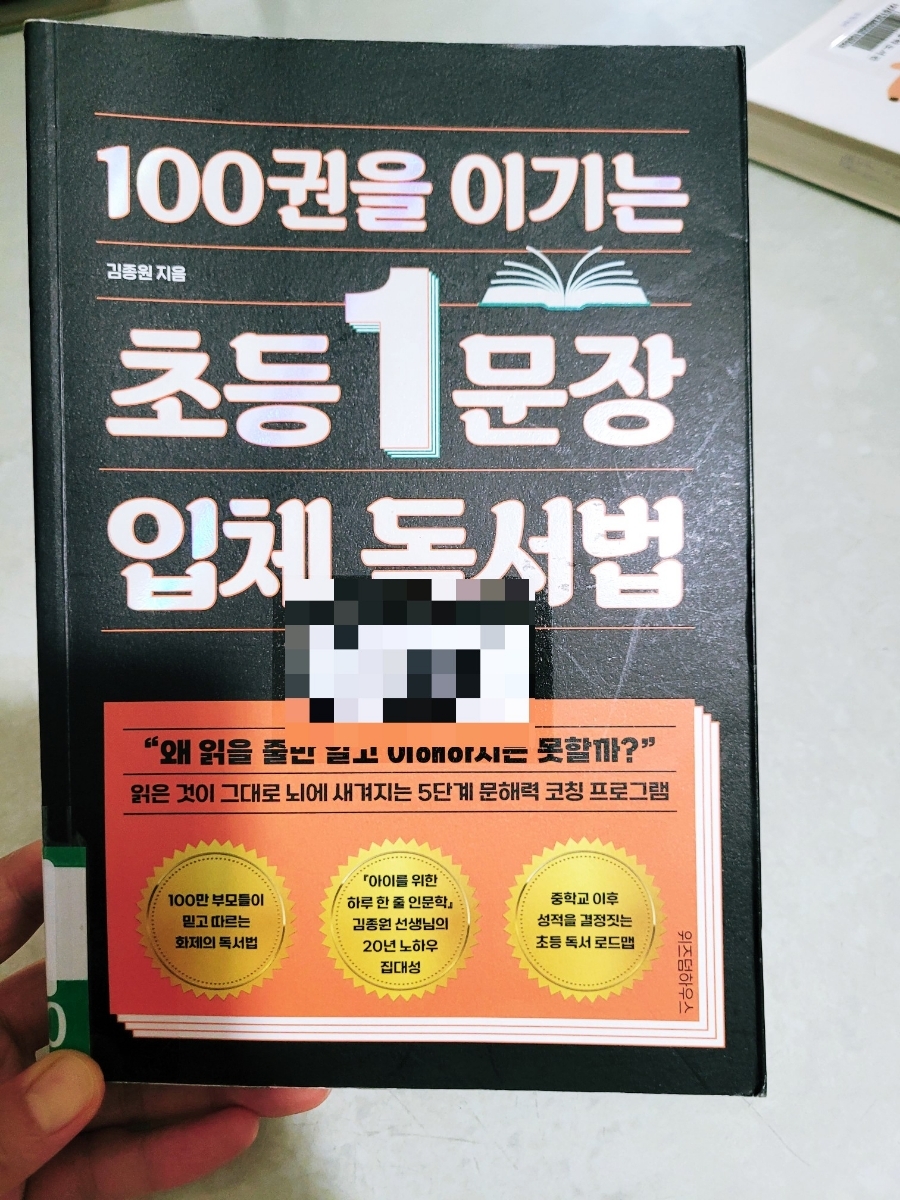 100권을 이기는
김종원 지음
초등 1 문장
입체 독서법
“왜 읽을 줄만 알고 이해하지는 못할까?”
읽은 것이 그대로 뇌에 새겨지는 5단계 문해력 코칭 프로그램
100만 부모들이
믿고 따르는
화제의 독서법
『아이를 위한
하루 한 줄 인문학』
김종원 선생님의
20년 노하우
집대성
중학교 이후
성적을 결정짓는
초등 독서 로드맵
위즈덤하우스